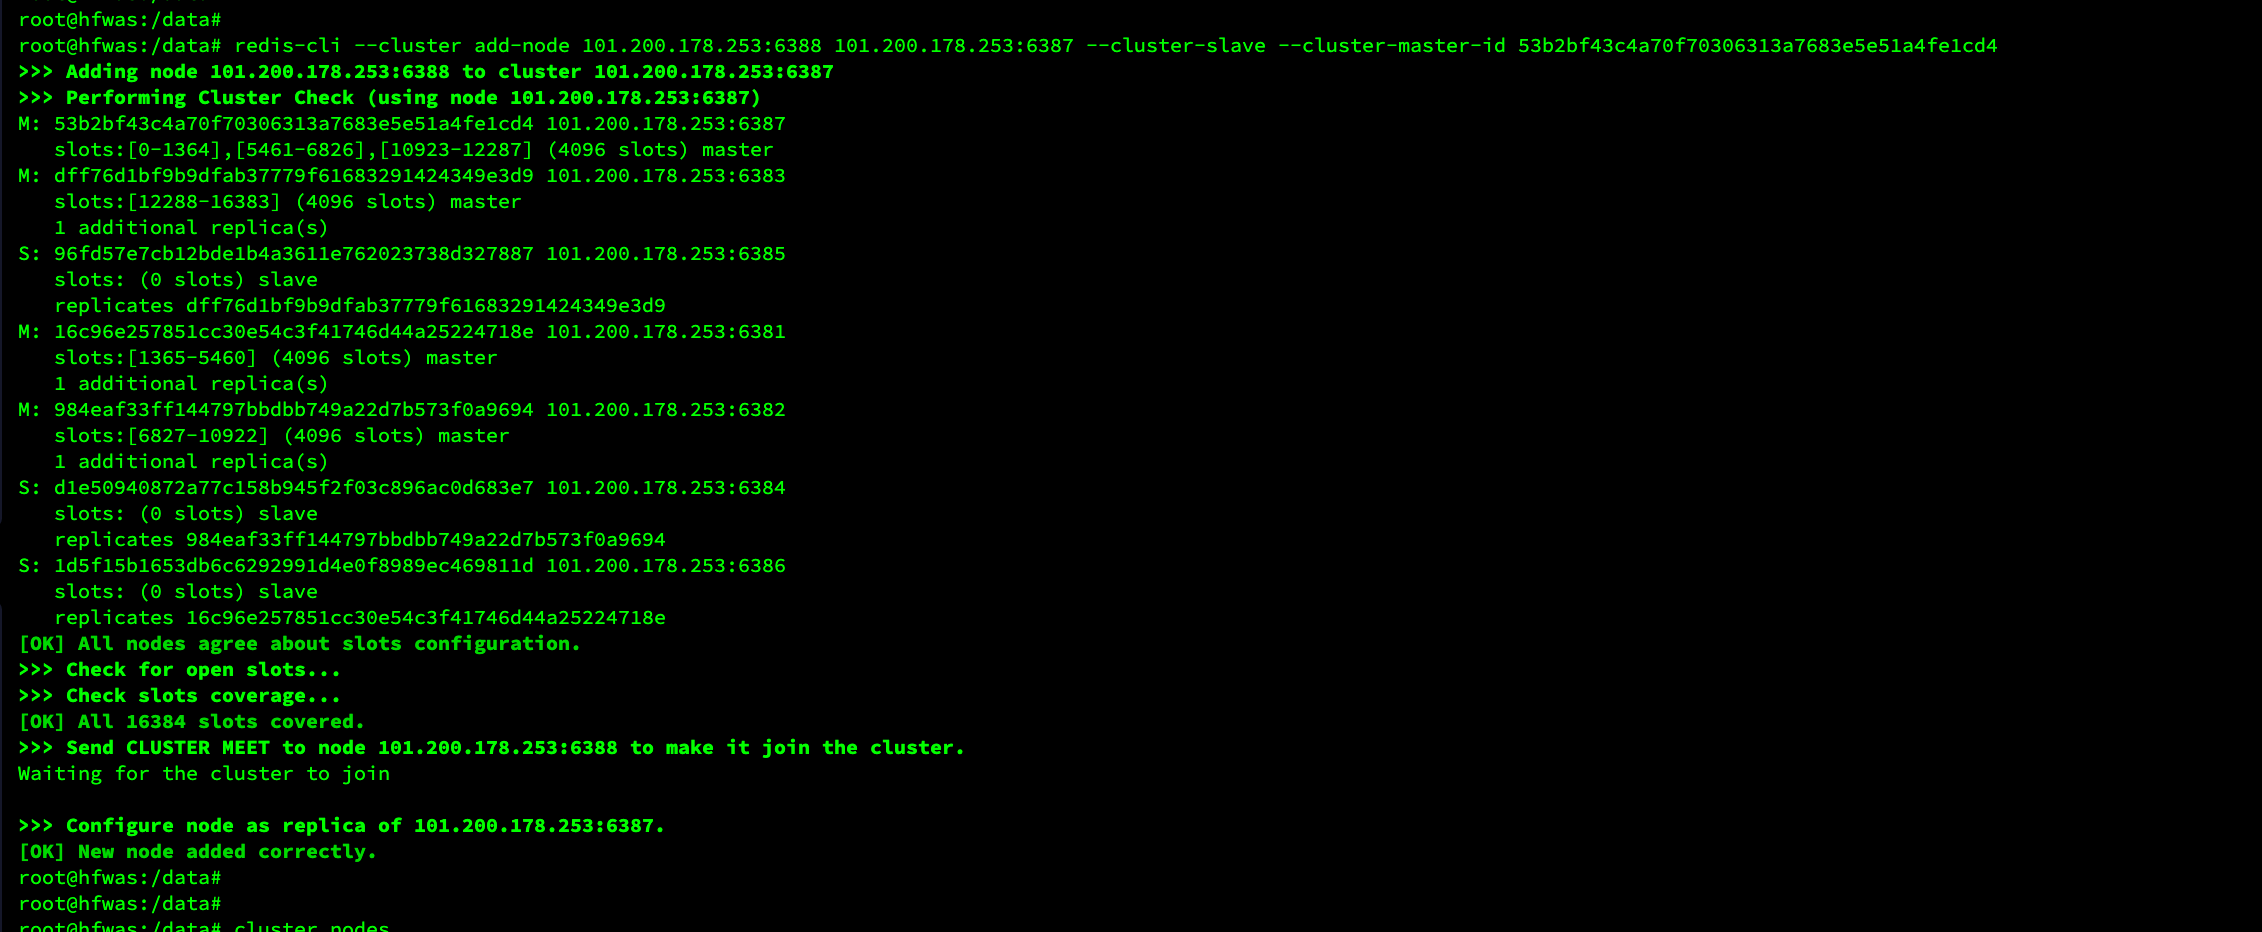 root@hfwas:/data#
root@hfwas:/data# redis-cli --cluster add-node 101.200.178.253:6388 101.200.178.253:6387 --cluster-slave --cluster-master-id 53b2bf43c4a70f70306313a7683e5e51a4fe1cd4
>>> Adding node 101.200.178.253:6388 to cluster 101.200.178.253:6387
>>> Performing Cluster Check (using node 101.200.178.253:6387)
M: 53b2bf43c4a70f70306313a7683e5e51a4fe1cd4 101.200.178.253:6387
   slots:[0-1364],[5461-6826],[10923-12287] (4096 slots) master
M: dff76d1bf9b9dfab37779f61683291424349e3d9 101.200.178.253:6383
   slots:[12288-16383] (4096 slots) master
   1 additional replica(s)
S: 96fd57e7cb12bde1b4a3611e762023738d327887 101.200.178.253:6385
   slots: (0 slots) slave
   replicates dff76d1bf9b9dfab37779f61683291424349e3d9
M: 16c96e257851cc30e54c3f41746d44a25224718e 101.200.178.253:6381
   slots:[1365-5460] (4096 slots) master
   1 additional replica(s)
M: 984eaf33ff144797bbdbb749a22d7b573f0a9694 101.200.178.253:6382
   slots:[6827-10922] (4096 slots) master
   1 additional replica(s)
S: d1e50940872a77c158b945f2f03c896ac0d683e7 101.200.178.253:6384
   slots: (0 slots) slave
   replicates 984eaf33ff144797bbdbb749a22d7b573f0a9694
S: 1d5f15b1653db6c6292991d4e0f8989ec469811d 101.200.178.253:6386
   slots: (0 slots) slave
   replicates 16c96e257851cc30e54c3f41746d44a25224718e
[OK] All nodes agree about slots configuration.
>>> Check for open slots...
>>> Check slots coverage...
[OK] All 16384 slots covered.
>>> Send CLUSTER MEET to node 101.200.178.253:6388 to make it join the cluster.
Waiting for the cluster to join

>>> Configure node as replica of 101.200.178.253:6387.
[OK] New node added correctly.
root@hfwas:/data#
root@hfwas:/data#
root@hfwas:/data# cluster nodes